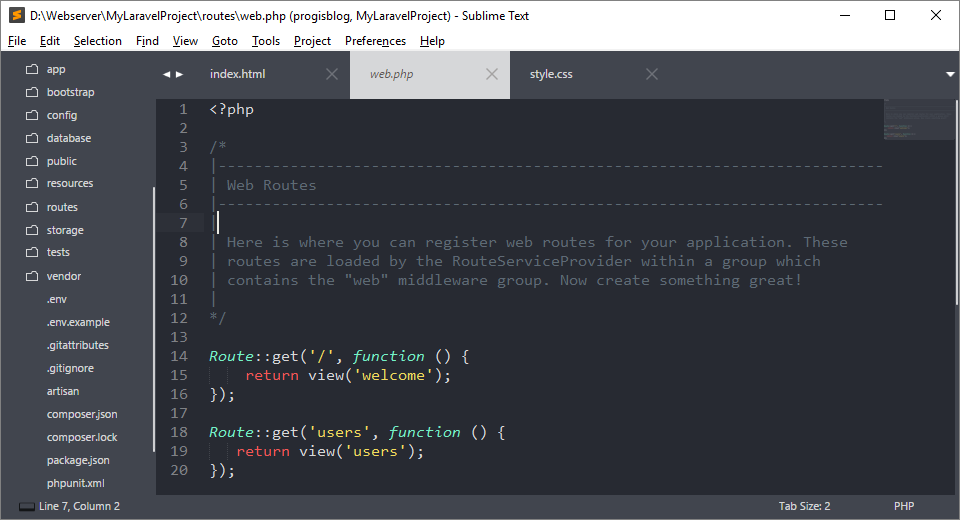 D:\Webserver\MyLaravelProject\routes\web.php (progisblog, MyLaravelProject) - Sublime Text
File Edit Selection Find View Goto Tools Project Preferences Help
app
bootstrap
config
database
public
resources
routes
storage
tests
vendor
.env
.env.example
.gitattributes
.gitignore
artisan
composer.json
composer.lock
package.json
phpunit.xml
index.html web.php style.css
1 <?php
2
3 /*
4 |--------------------------------------------------------------------------
5 | Web Routes
6 |--------------------------------------------------------------------------
7 |
8 | Here is where you can register web routes for your application. These
9 | routes are loaded by the RouteServiceProvider within a group which
10 | contains the "web" middleware group. Now create something great!
11 |
12 */
13
14 Route::get('/', function () {
15     return view('welcome');
16 });
17
18 Route::get('users', function () {
19    return view('users');
20 });
Line 7, Column 2 Tab Size: 2 PHP